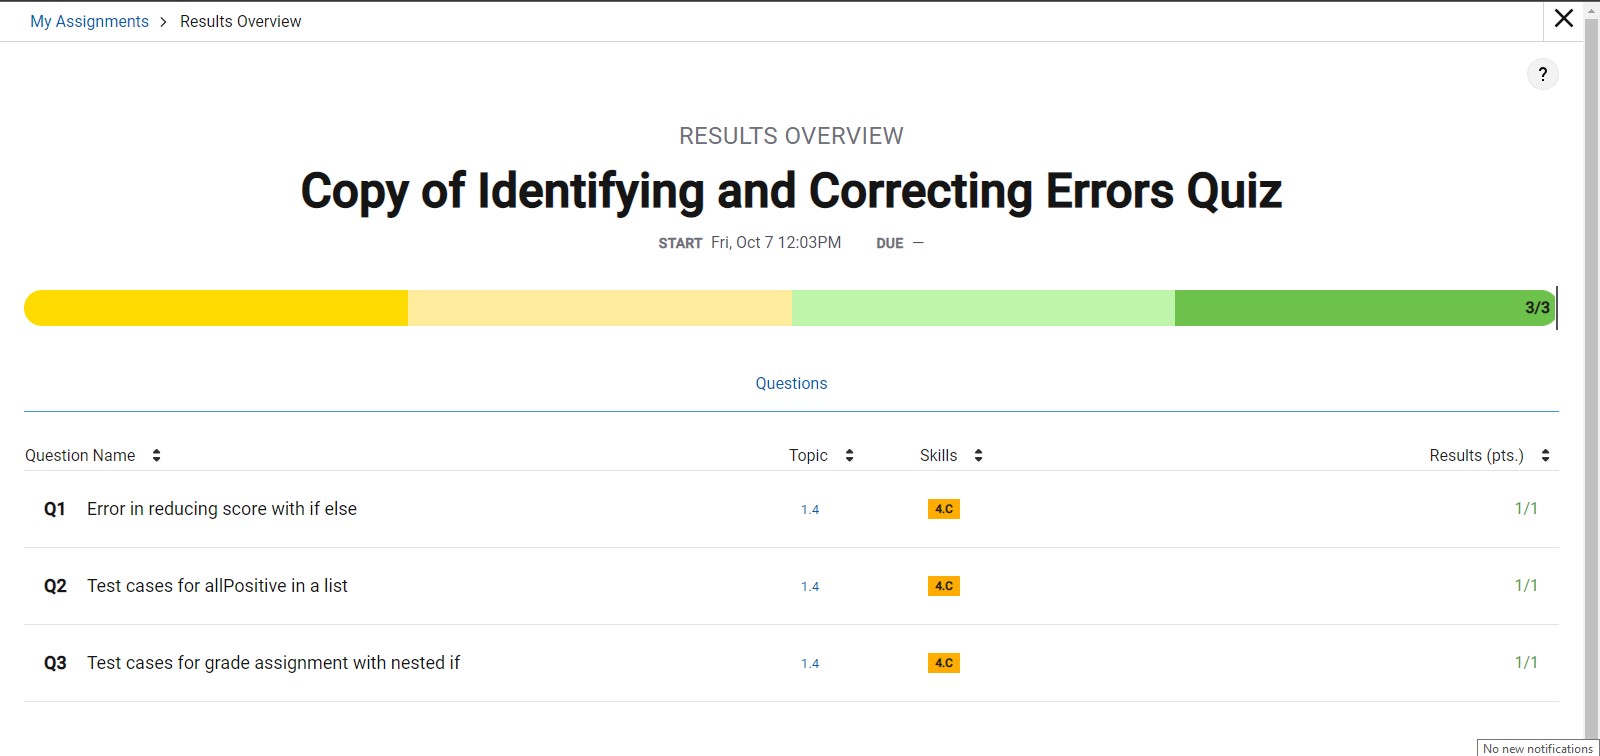 My Assignments > Results Overview
?
RESULTS OVERVIEW
Copy of Identifying and Correcting Errors Quiz
START Fri, Oct 7 12:03PM DUE —
3/3
Questions
Question Name Topic Skills Results (pts.)
Q1 Error in reducing score with if else 1.4 4.C 1/1
Q2 Test cases for allPositive in a list 1.4 4.C 1/1
Q3 Test cases for grade assignment with nested if 1.4 4.C 1/1
No new notifications